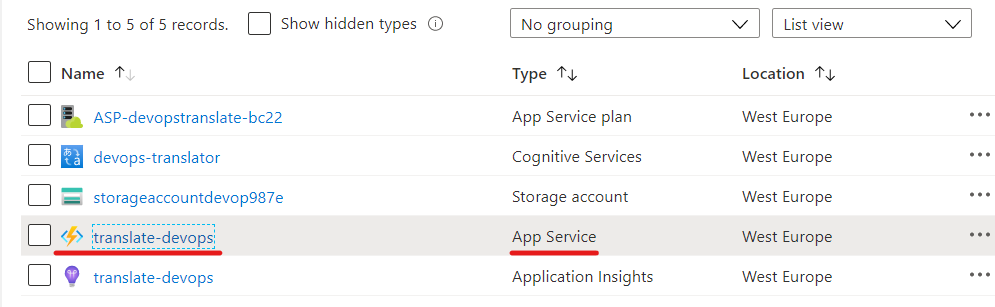 Showing 1 to 5 of 5 records. Show hidden types No grouping List view
Name Type Location
ASP-devopstranslate-bc22 App Service plan West Europe
devops-translator Cognitive Services West Europe
storageaccountdevop987e Storage account West Europe
translate-devops App Service West Europe
translate-devops Application Insights West Europe